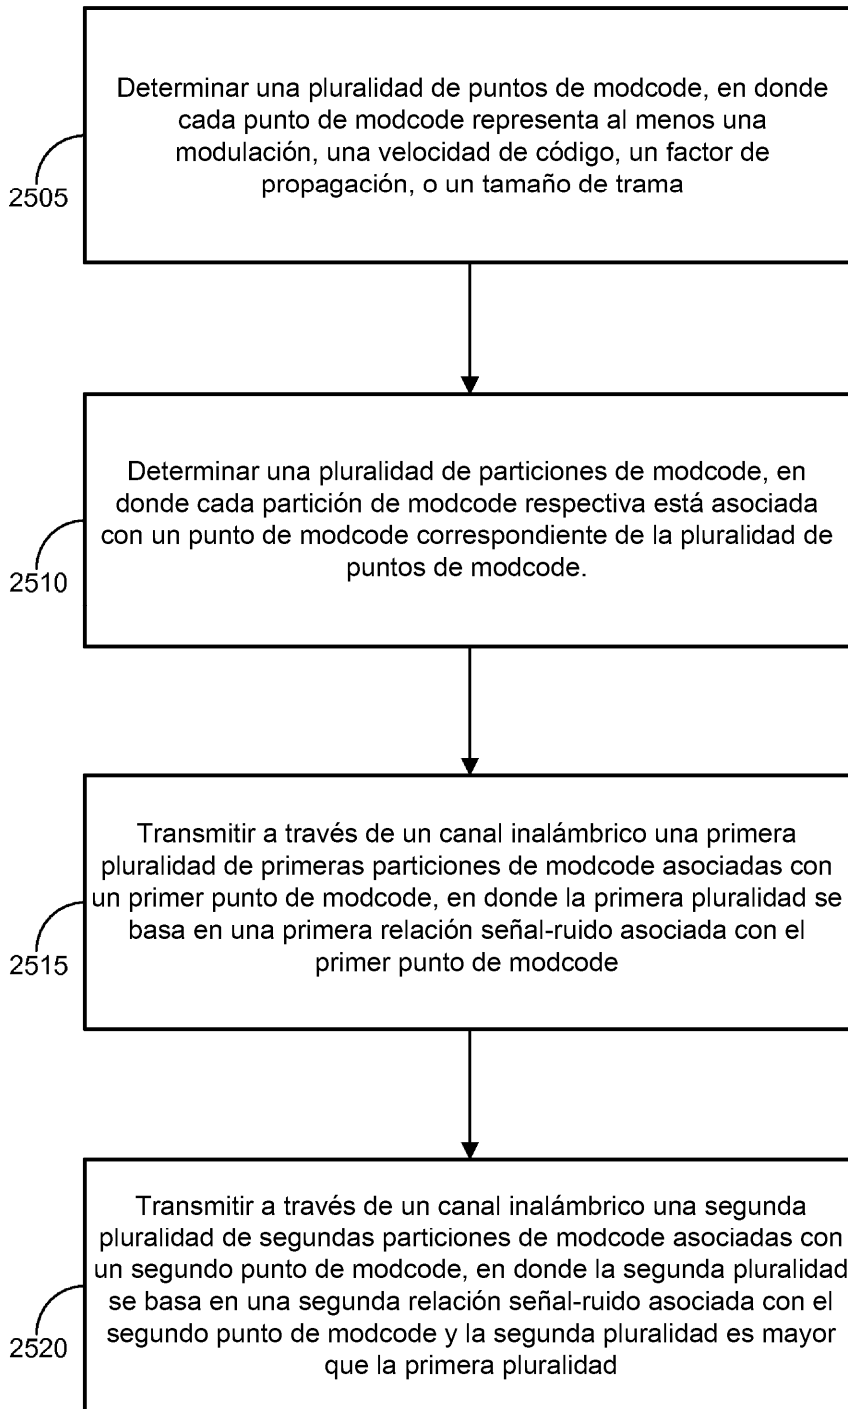 Determinar una pluralidad de puntos de modcode, en donde
cada punto de modcode representa al menos una
modulación, una velocidad de código, un factor de
propagación, o un tamaño de trama
2505
Determinar una pluralidad de particiones de modcode, en
donde cada partición de modcode respectiva está asociada
con un punto de modcode correspondiente de la pluralidad de
puntos de modcode.
2510
Transmitir a través de un canal inalámbrico una primera
pluralidad de primeras particiones de modcode asociadas con
un primer punto de modcode, en donde la primera pluralidad se
basa en una primera relación señal-ruido asociada con el
primer punto de modcode
2515
Transmitir a través de un canal inalámbrico una segunda
pluralidad de segundas particiones de modcode asociadas con
un segundo punto de modcode, en donde la segunda pluralidad
se basa en una segunda relación señal-ruido asociada con el
segundo punto de modcode y la segunda pluralidad es mayor
que la primera pluralidad
2520